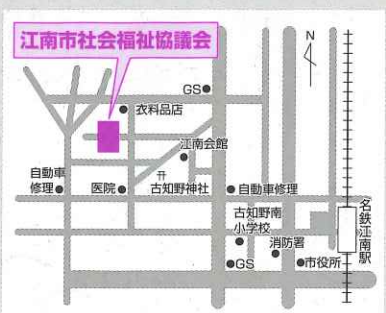 江南市社会福祉協議会
N
GS
衣料品店
江南会館
自動車
修理
医院
古知野神社
自動車修理
古知野南
小学校
消防署
GS
市役所
名鉄江南駅